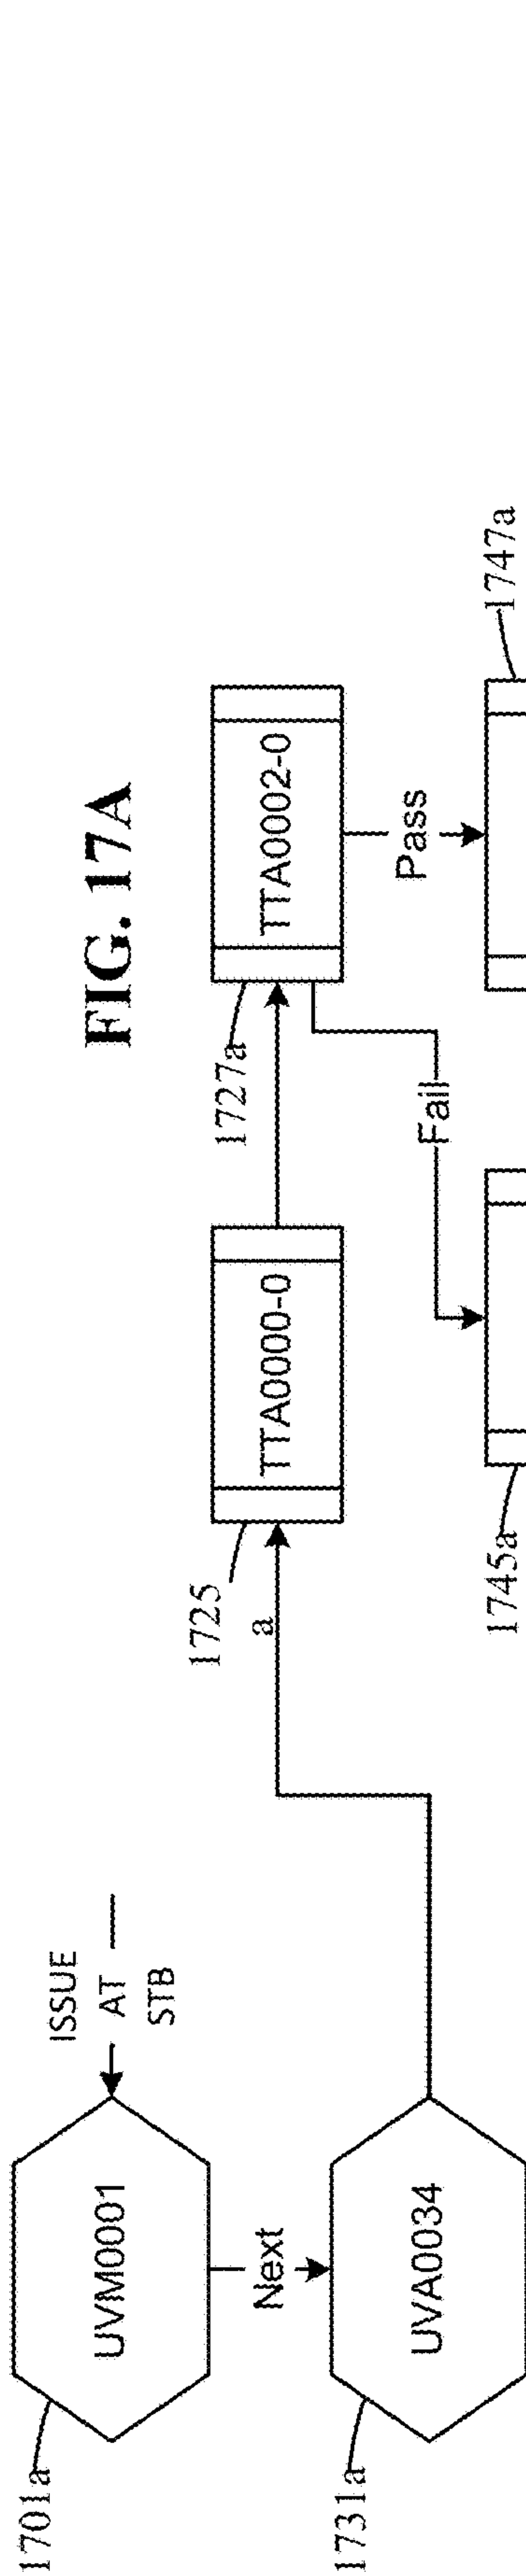 FIG. 17A
1701a
UVM0001
ISSUE
AT
STB
Next
1725
a
TTA0000-0
1727a
TTA0002-0
1731a
UVA0034
Fail
Pass
1745a
1747a